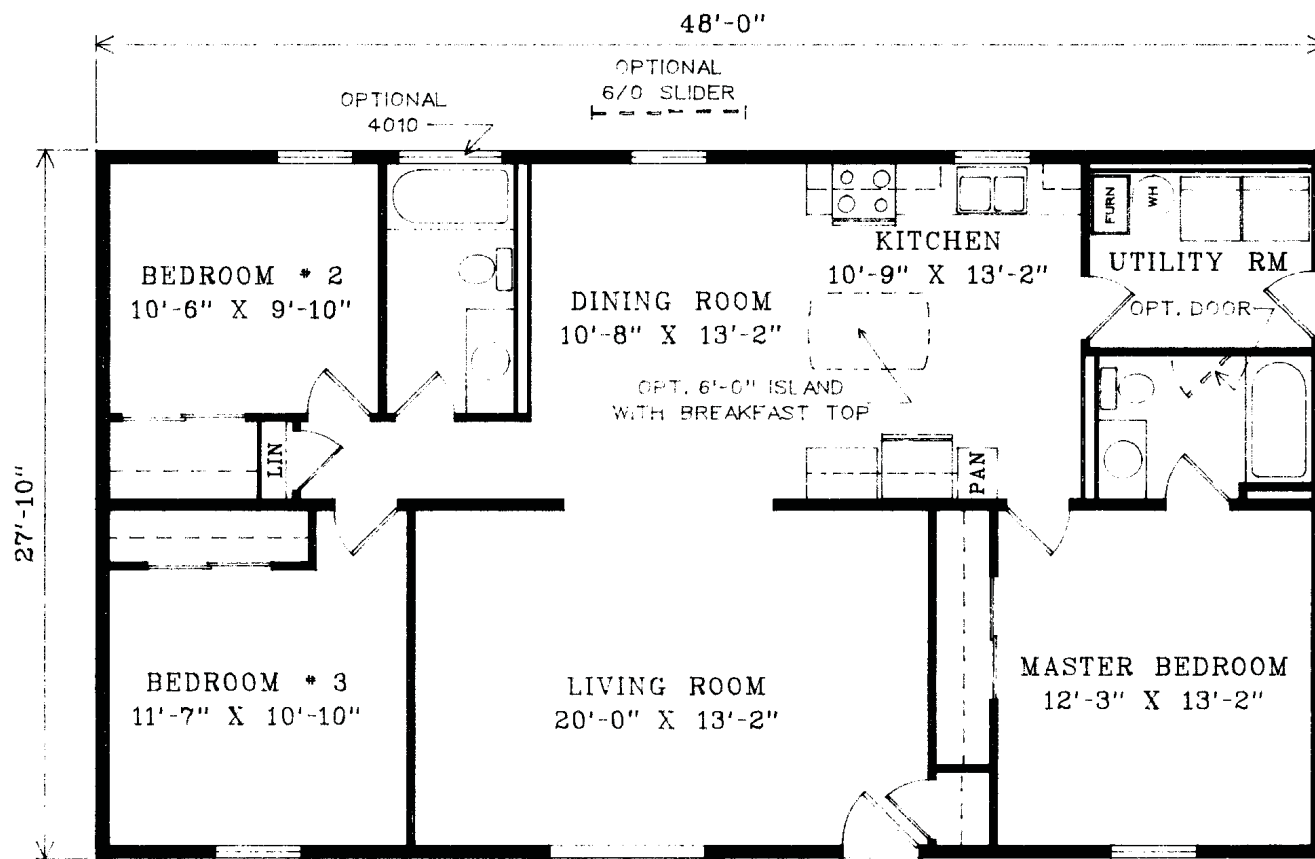 48'-0"
OPTIONAL
6/0 SLIDER
OPTIONAL
4010
27'-10"
BEDROOM * 2
10'-6" X 9'-10"
DINING ROOM
10'-8" X 13'-2"
KITCHEN
10'-9" X 13'-2"
FURN
WH
UTILITY RM
OPT. DOOR
OPT. 6'-0" ISLAND
WITH BREAKFAST TOP
LIN
PAN
BEDROOM * 3
11'-7" X 10'-10"
LIVING ROOM
20'-0" X 13'-2"
MASTER BEDROOM
12'-3" X 13'-2"